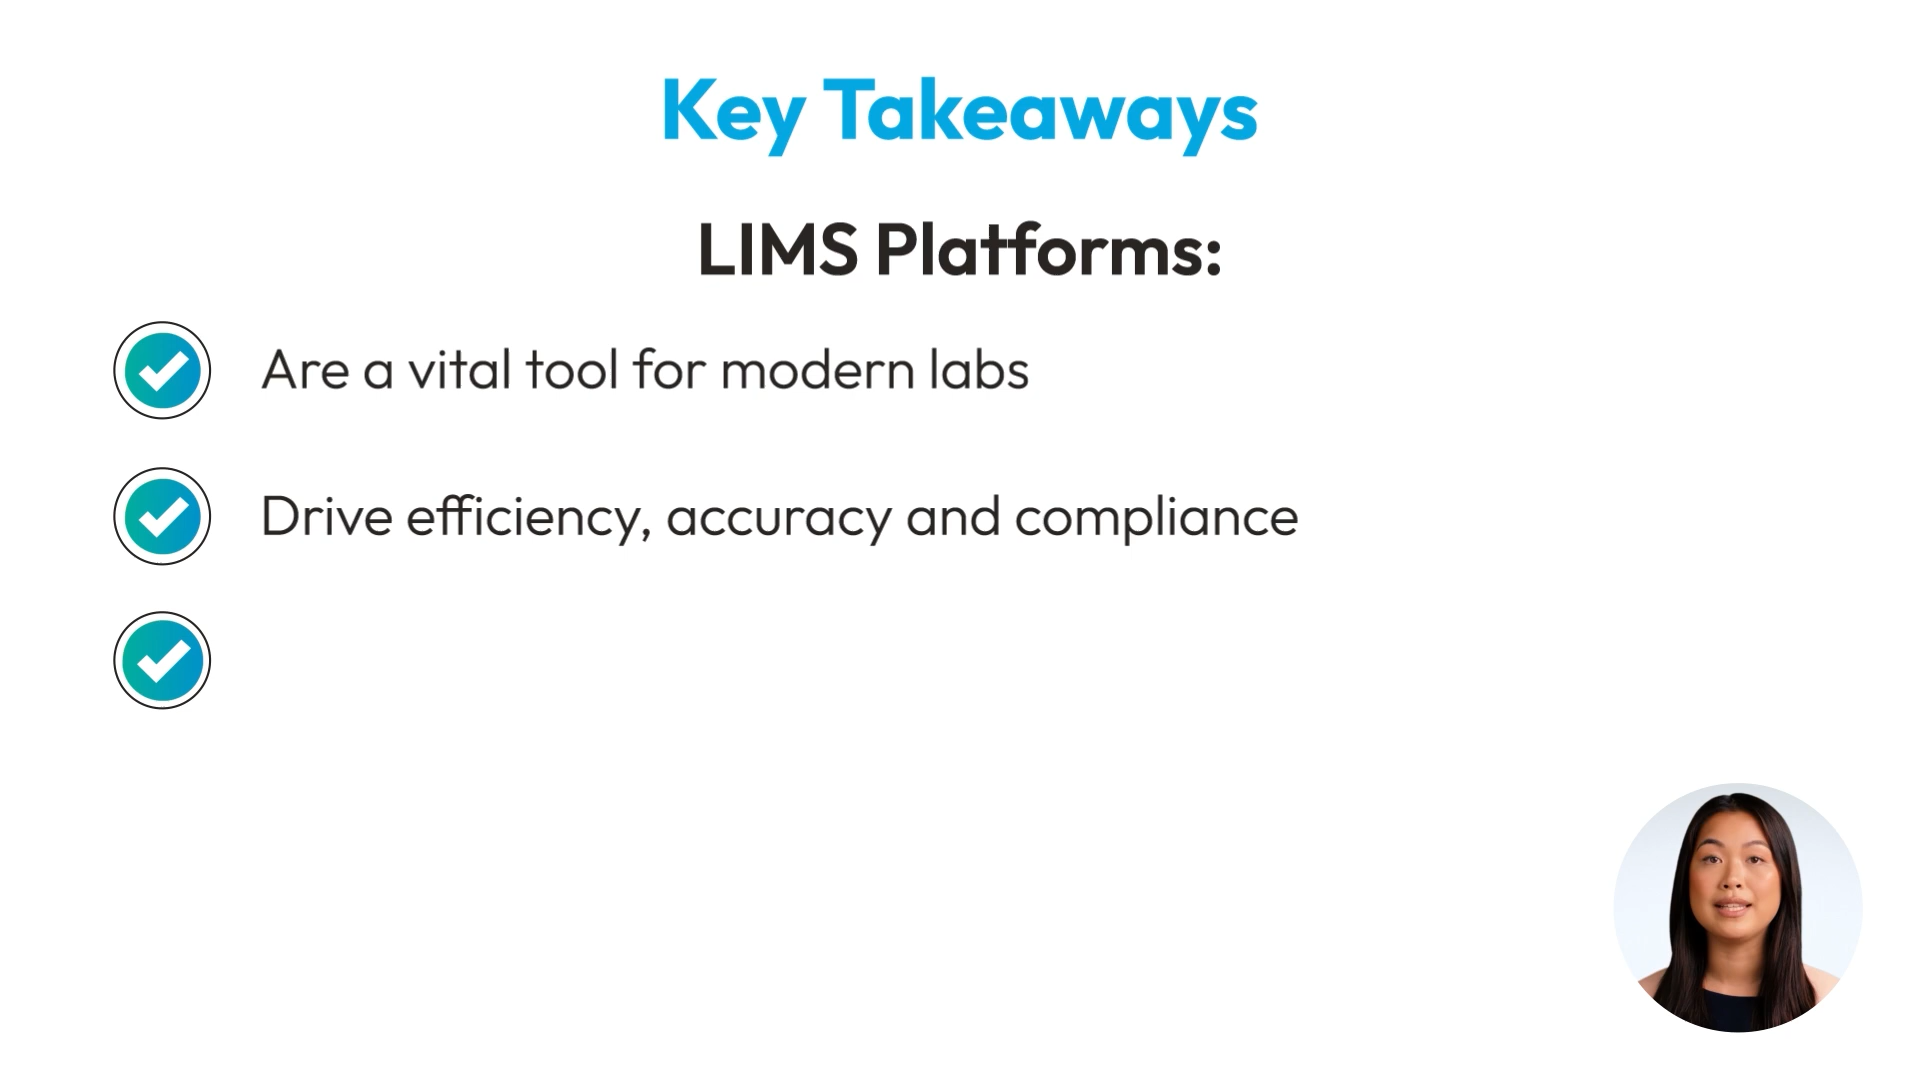 Key Takeaways
LIMS Platforms:
Are a vital tool for modern labs
Drive efficiency, accuracy and compliance